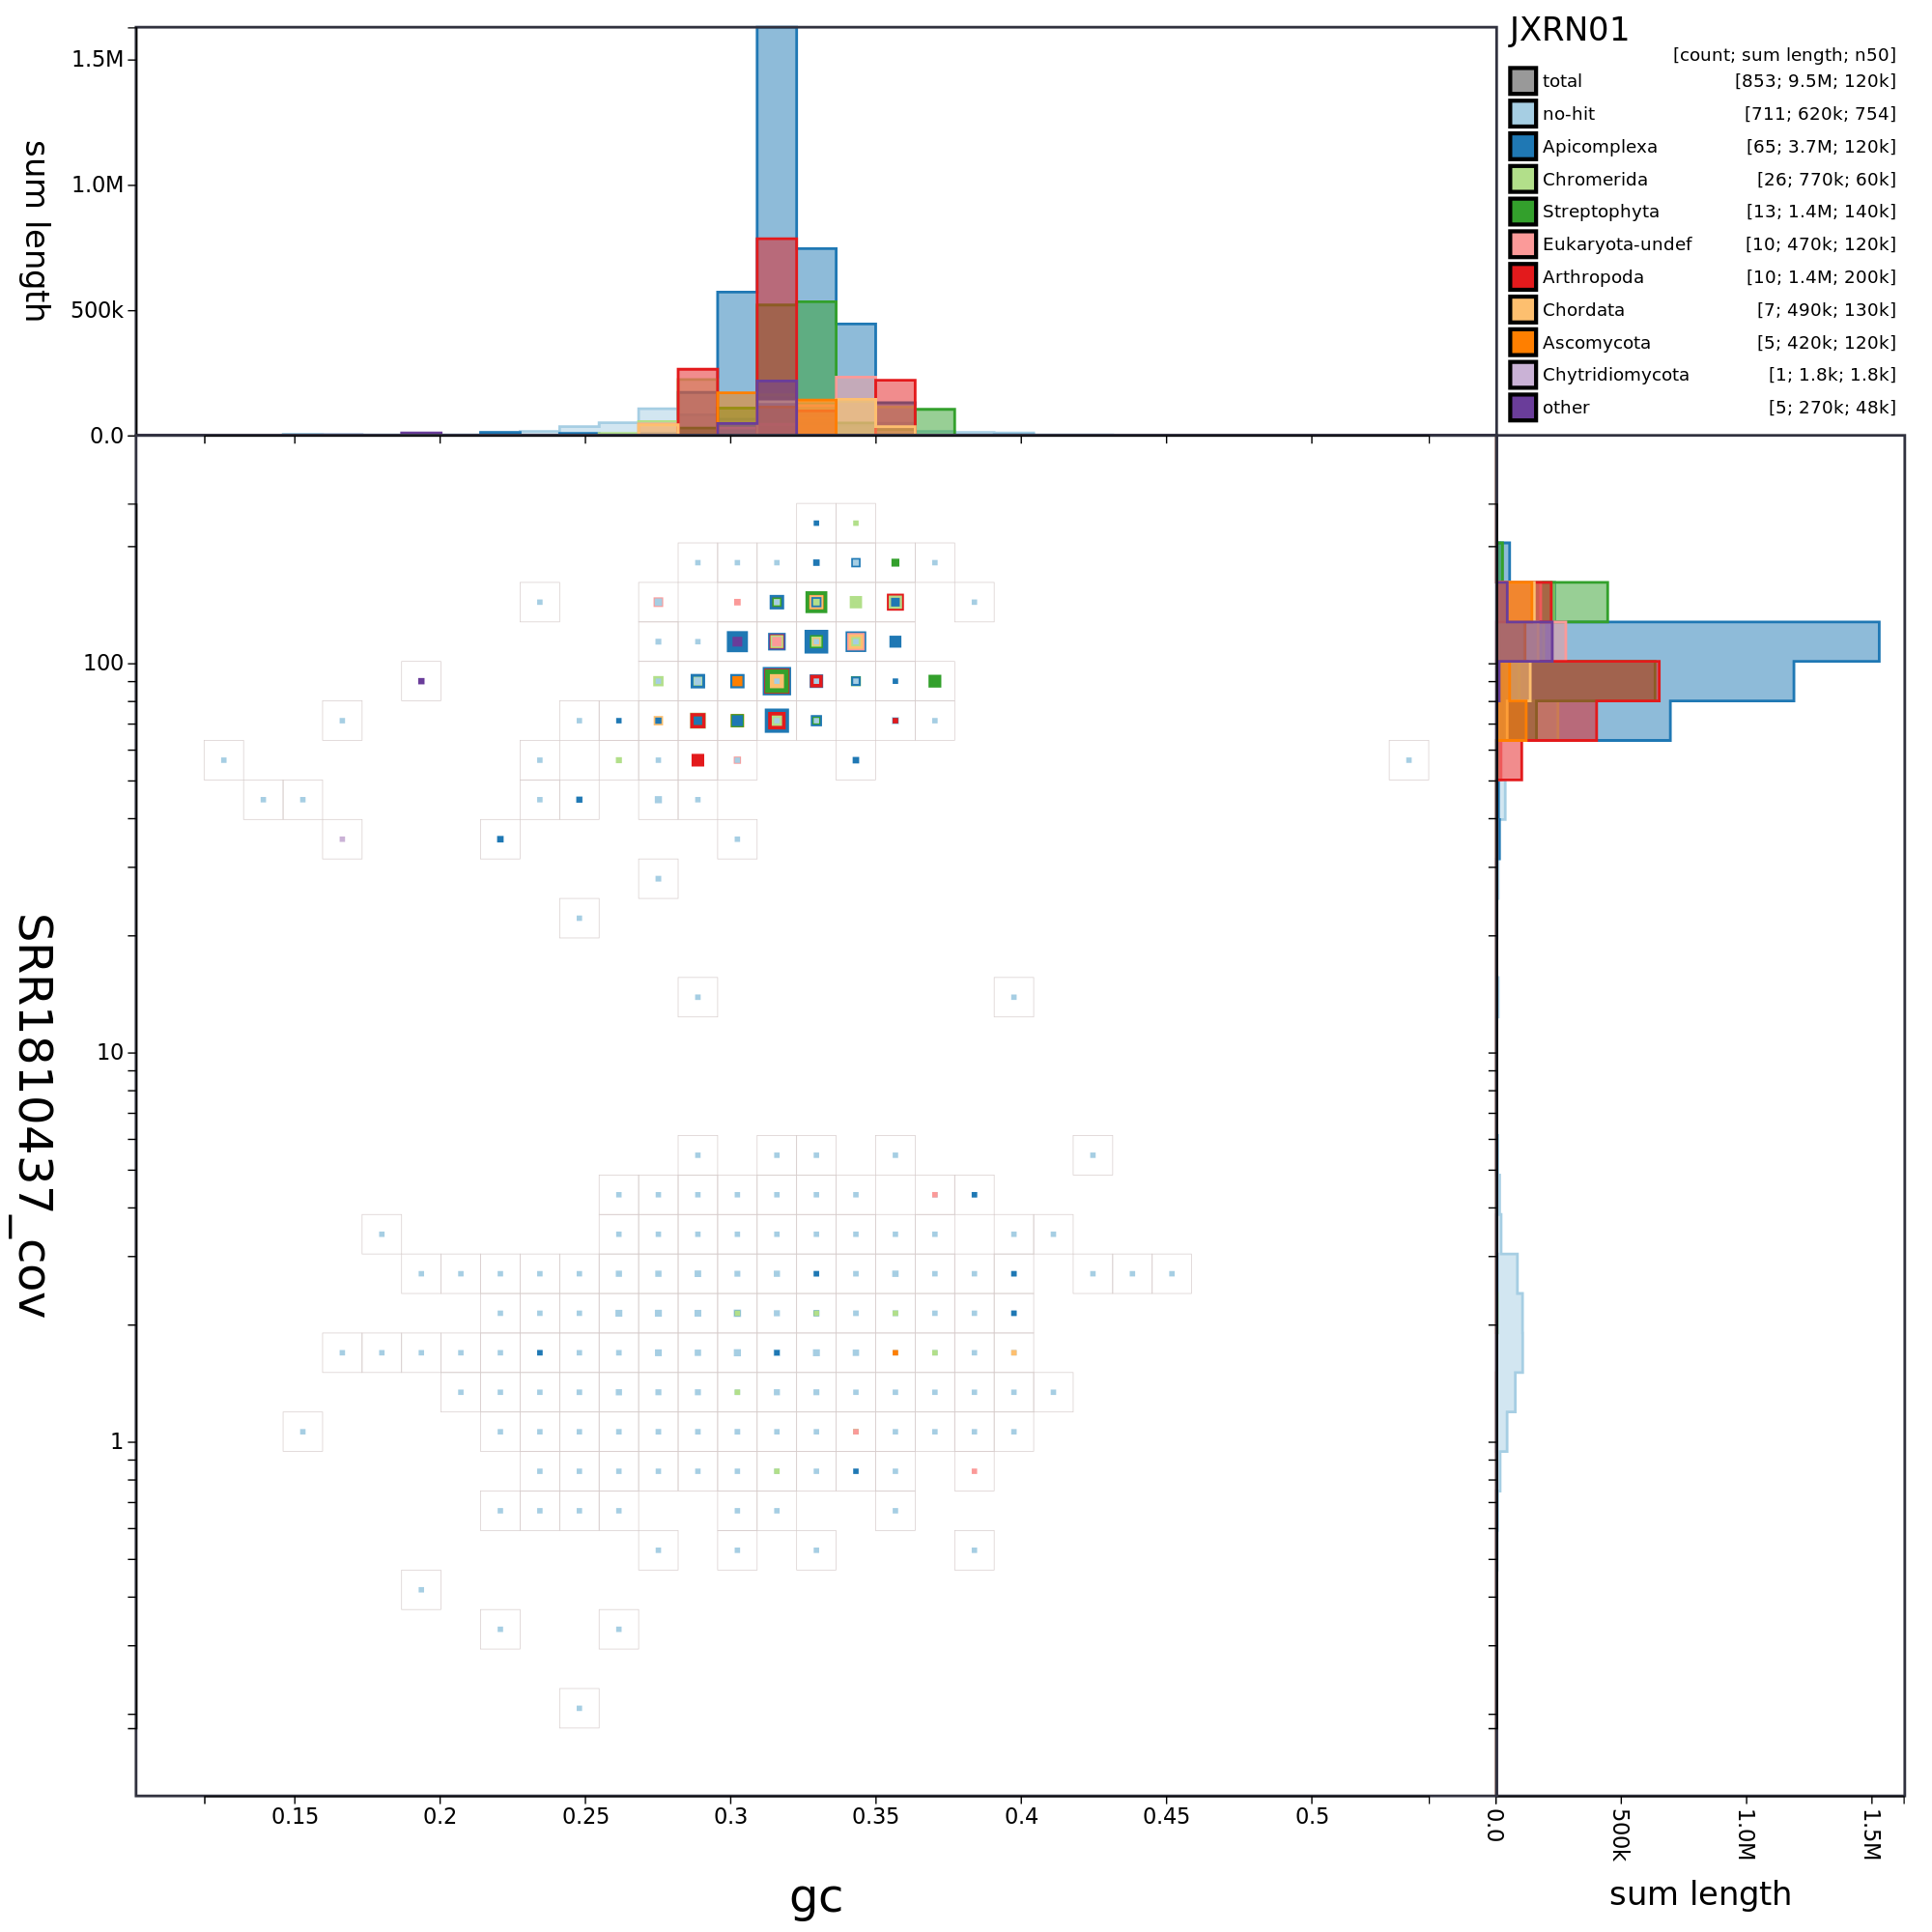 JXRN01
[count; sum length; n50]
total [853; 9.5M; 120k]
no-hit [711; 620k; 754]
Apicomplexa [65; 3.7M; 120k]
Chromerida [26; 770k; 60k]
Streptophyta [13; 1.4M; 140k]
Eukaryota-undef [10; 470k; 120k]
Arthropoda [10; 1.4M; 200k]
Chordata [7; 490k; 130k]
Ascomycota [5; 420k; 120k]
Chytridiomycota [1; 1.8k; 1.8k]
other [5; 270k; 48k]
1.5M
1.0M
500k
0.0
sum length
100
10
1
SRR1810437_cov
0.15 0.2 0.25 0.3 0.35 0.4 0.45 0.5
gc
0.0 500k 1.0M 1.5M
sum length